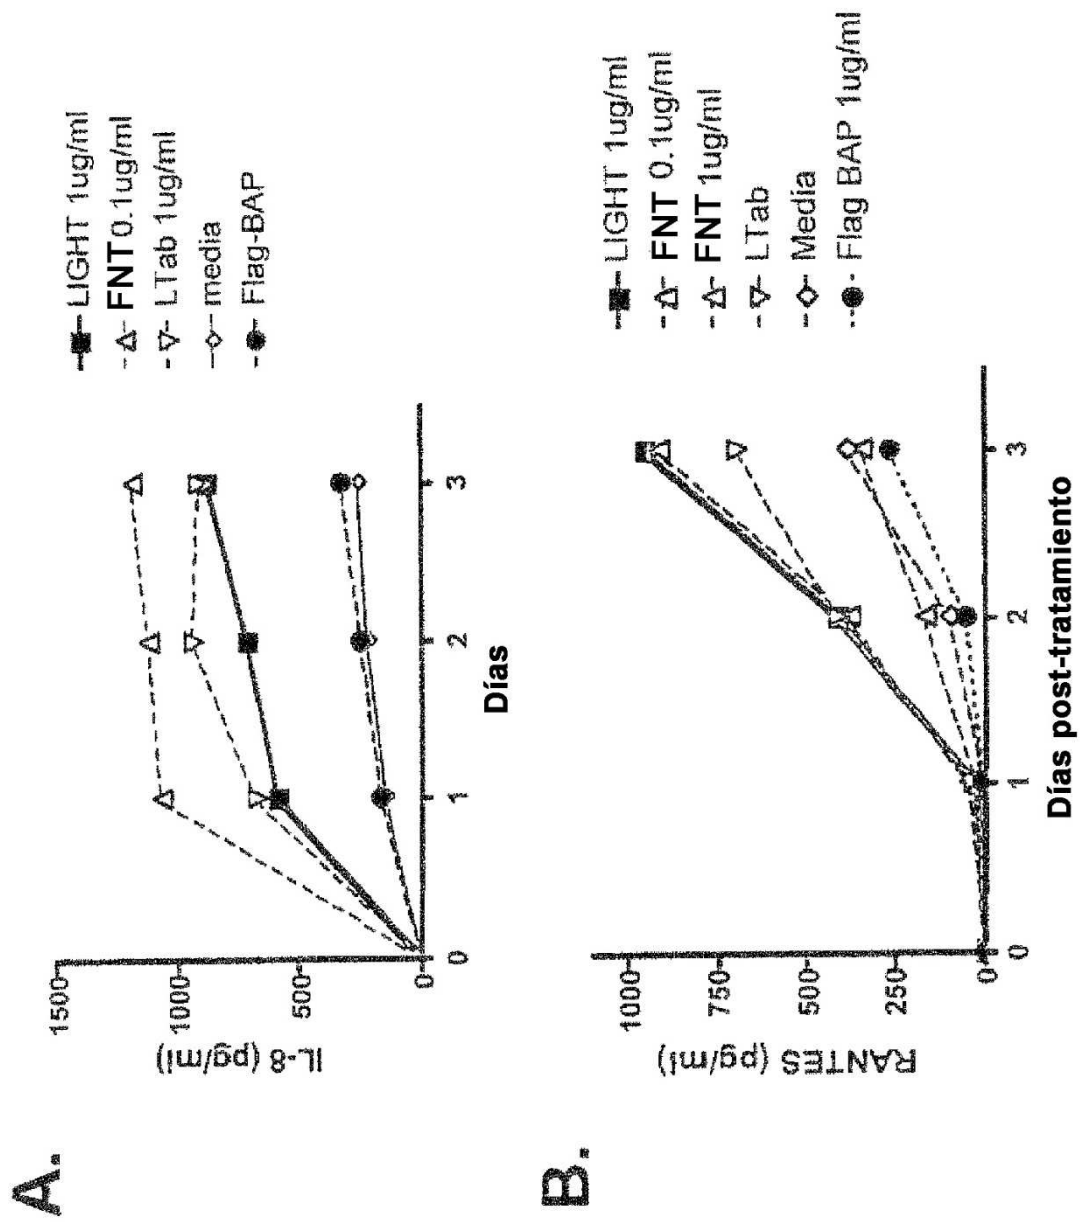 A.
IL-8 (pg/ml)
1500
1000
500
0
0
1
2
3
Días
LIGHT 1ug/ml
FNT 0.1ug/ml
LTab 1ug/ml
media
Flag-BAP
B.
RANTES (pg/ml)
1000
750
250
0
0
1
2
3
Días post-tratamiento
LIGHT 1ug/ml
FNT 0.1ug/ml
FNT 1ug/ml
LTab
Media
Flag BAP 1ug/ml
500